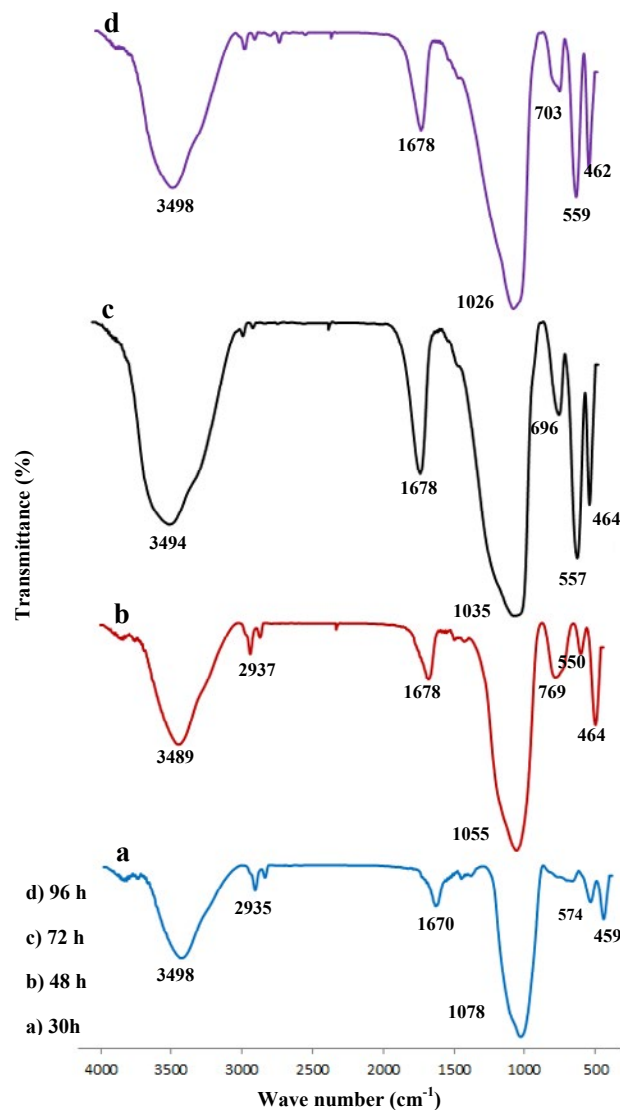 d
703
1678
462
3498
559
1026
c
696
1678
464
3494
557
1035
Transmittance (%)
b
550
2937
1678
769
464
3489
1055
a
d) 96 h
2935
1670
574
459
c) 72 h
3498
b) 48 h
1078
a) 30h
4000 3500 3000 2500 2000 1500 1000 500
Wave number (cm⁻¹)